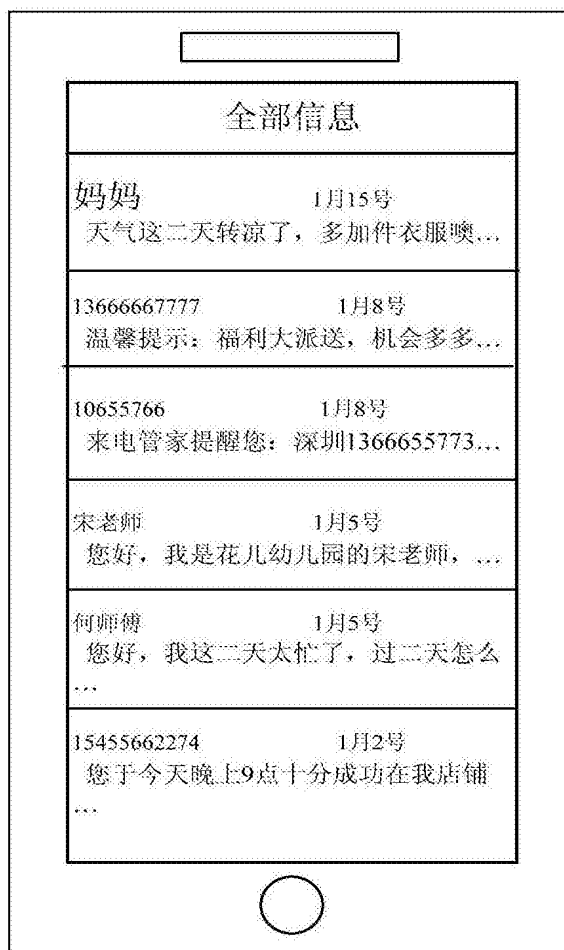 全部信息
妈妈 1月15号
天气这二天转凉了，多加件衣服噢...
13666667777 1月8号
温馨提示：福利大派送，机会多多...
10655766 1月8号
来电管家提醒您：深圳1366655773...
宋老师 1月5号
您好，我是花儿幼儿园的宋老师，...
何师傅 1月5号
您好，我这二天太忙了，过二天怎么
...
15455662274 1月2号
您于今天晚上9点十分成功在我店铺
...